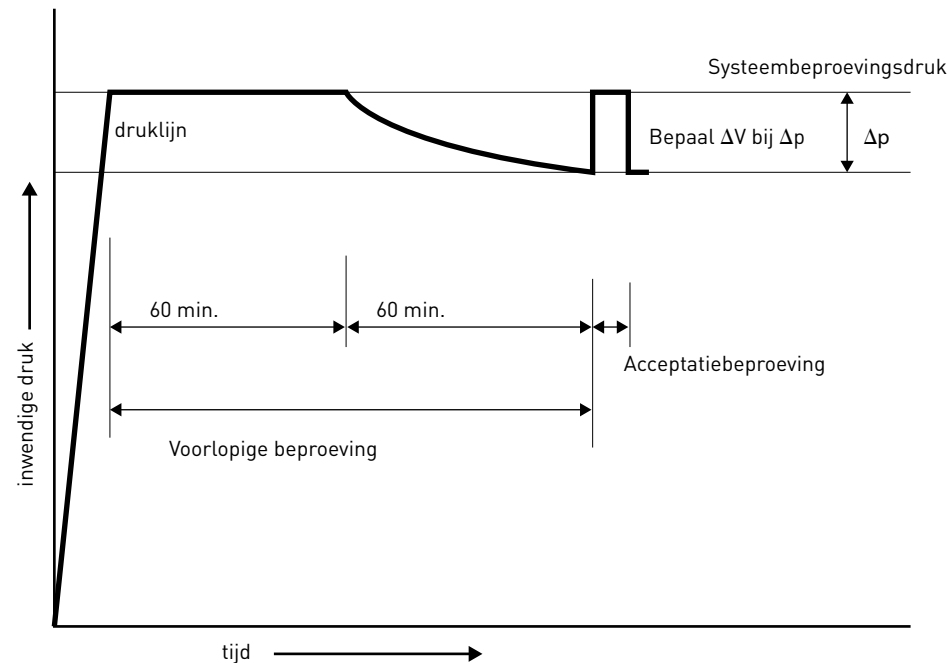 Systeembeproevingsdruk
druklijn
Bepaal ΔV bij Δp
Δp
inwendige druk
60 min.
60 min.
Acceptatiebeproeving
Voorlopige beproeving
tijd